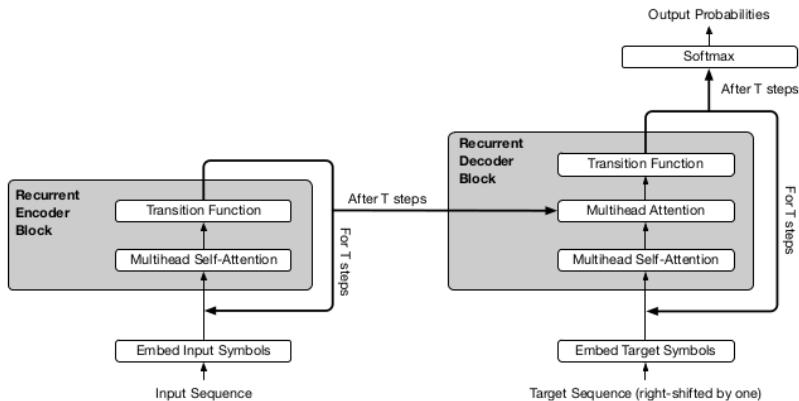 Output Probabilities
Softmax
After T steps
Recurrent
Decoder
Block
Transition Function
Multihead Attention
Multihead Self-Attention
For T steps
Embed Target Symbols
Target Sequence (right-shifted by one)
After T steps
Recurrent
Encoder
Block
Transition Function
Multihead Self-Attention
For T steps
Embed Input Symbols
Input Sequence